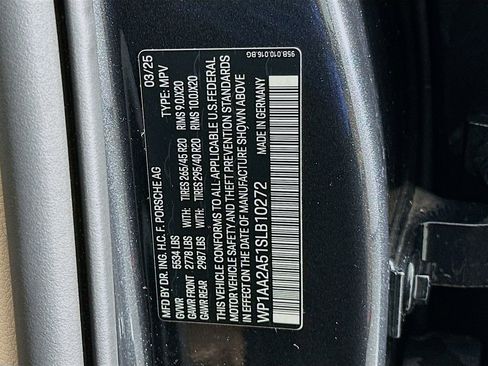 958.010.015.BG
MFD. BY DR. ING. H.C. F. PORSCHE AG 03/25
GVWR 5534 LBS TYPE: MPV
GAWR FRONT 2778 LBS WITH: TIRES 265/45 R20 RIMS 9.0JX20
GAWR REAR 2987 LBS WITH: TIRES 295/40 R20 RIMS 10.0JX20
THIS VEHICLE CONFORMS TO ALL APPLICABLE U.S. FEDERAL
MOTOR VEHICLE SAFETY AND THEFT PREVENTION STANDARDS
IN EFFECT ON THE DATE OF MANUFACTURE SHOWN ABOVE
WP1AA2A51SLB10272 MADE IN GERMANY